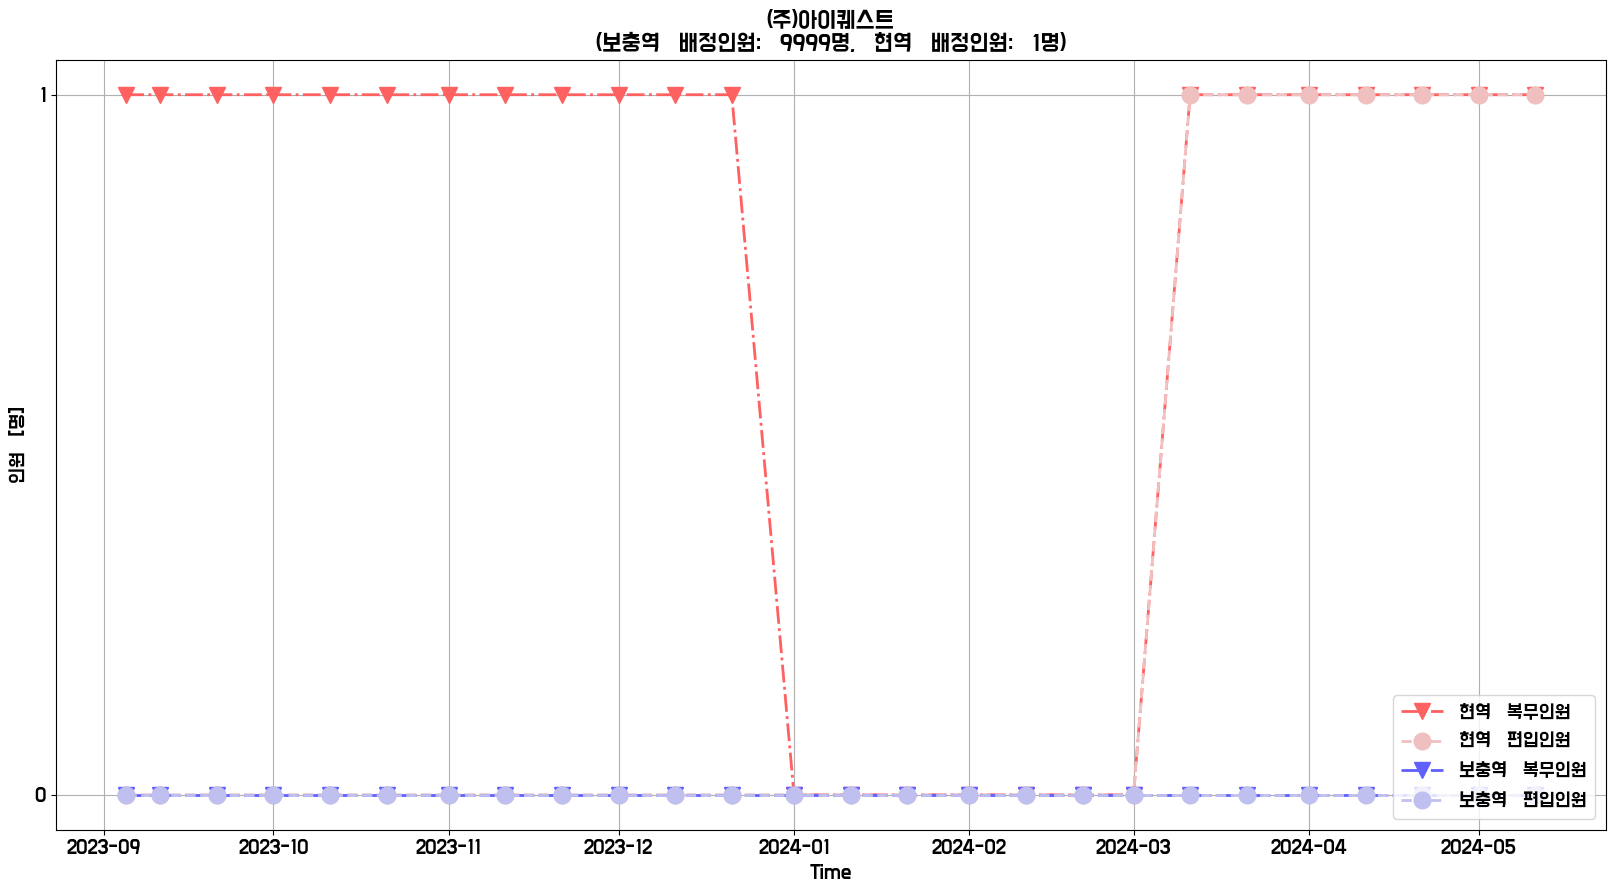 (주)아이퀘스트
(보충역 배정인원: 9999명, 현역 배정인원: 1명)
1
인원 [명]
0
현역 복무인원
현역 편입인원
보충역 복무인원
보충역 편입인원
2023-09 2023-10 2023-11 2023-12 2024-01 2024-02 2024-03 2024-04 2024-05
Time